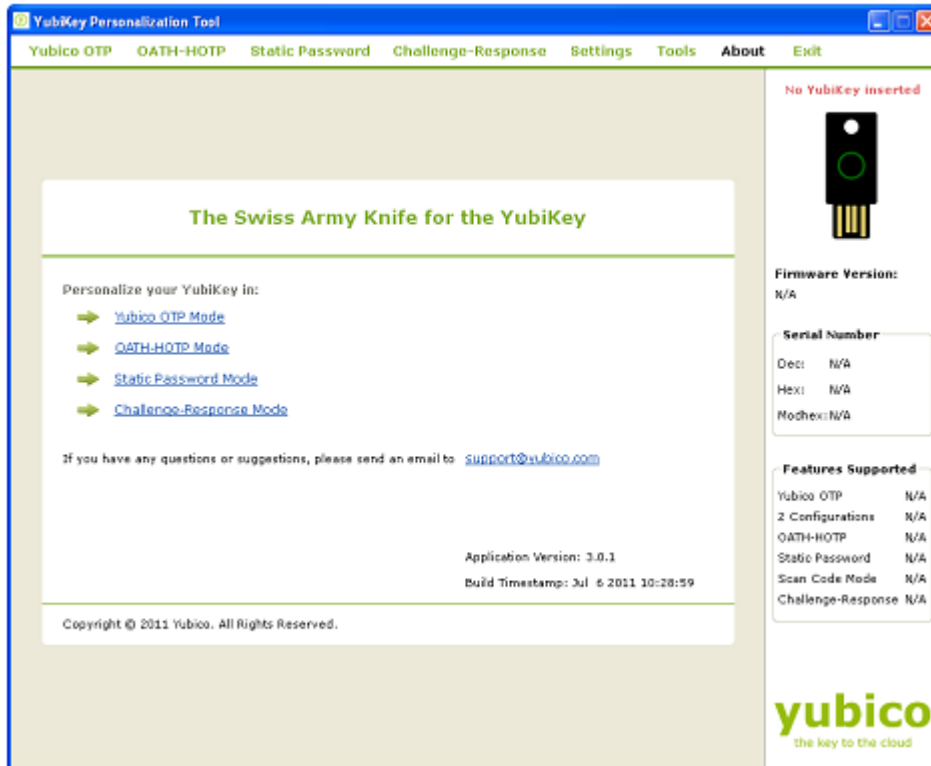 YubiKey Personalization Tool
Yubico OTP OATH-HOTP Static Password Challenge-Response Settings Tools About Exit
No YubiKey inserted
The Swiss Army Knife for the YubiKey
Personalize your YubiKey in:
Yubico OTP Mode
OATH-HOTP Mode
Static Password Mode
Challenge-Response Mode
If you have any questions or suggestions, please send an email to support@yubico.com
Application Version: 3.0.1
Build Timestamp: Jul 6 2011 10:28:59
Copyright © 2011 Yubico. All Rights Reserved.
Firmware Version:
N/A
Serial Number
Dec: N/A
Hex: N/A
Modhex: N/A
Features Supported
Yubico OTP N/A
2 Configurations N/A
OATH-HOTP N/A
Static Password N/A
Scan Code Mode N/A
Challenge-Response N/A
yubico
the key to the cloud